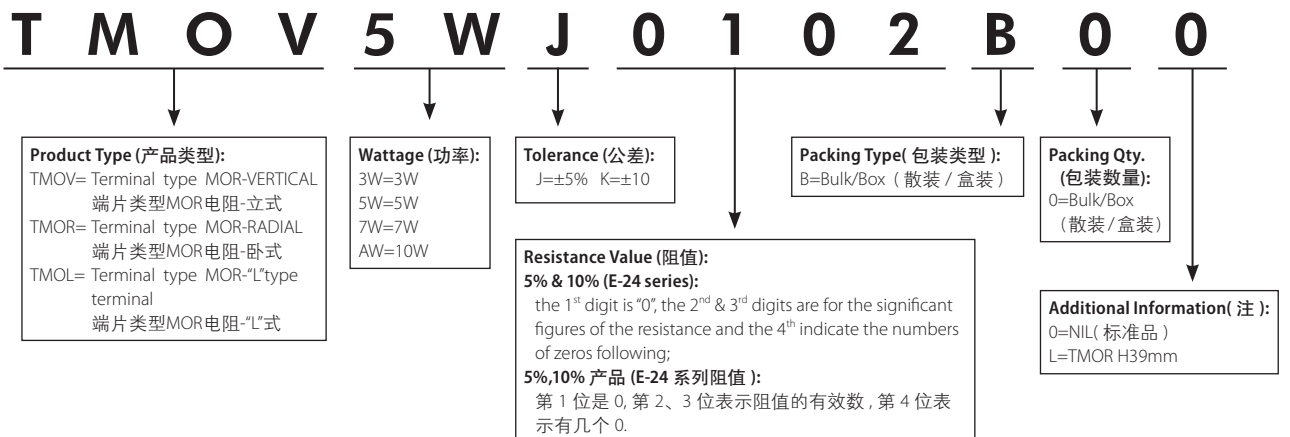 T M O V 5 W J 0 1 0 2 B 0 0
Product Type (产品类型):
TMOV= Terminal type MOR-VERTICAL
端片类型MOR电阻-立式
TMOR= Terminal type MOR-RADIAL
端片类型MOR电阻-卧式
TMOL= Terminal type MOR-“L”type
terminal
端片类型MOR电阻-“L”式
Wattage (功率):
3W=3W
5W=5W
7W=7W
AW=10W
Tolerance (公差):
J=±5% K=±10
Resistance Value (阻值):
5% & 10% (E-24 series):
the 1st digit is “0”, the 2nd & 3rd digits are for the significant
figures of the resistance and the 4th indicate the numbers
of zeros following;
5%,10% 产品 (E-24 系列阻值 ):
第 1 位是 0, 第 2、3 位表示阻值的有效数 , 第 4 位表
示有几个 0.
Packing Type( 包装类型 ):
B=Bulk/Box ( 散装 / 盒装 )
Packing Qty.
(包装数量):
0=Bulk/Box
(散装/盒装)
Additional Information( 注 ):
0=NIL( 标准品 )
L=TMOR H39mm